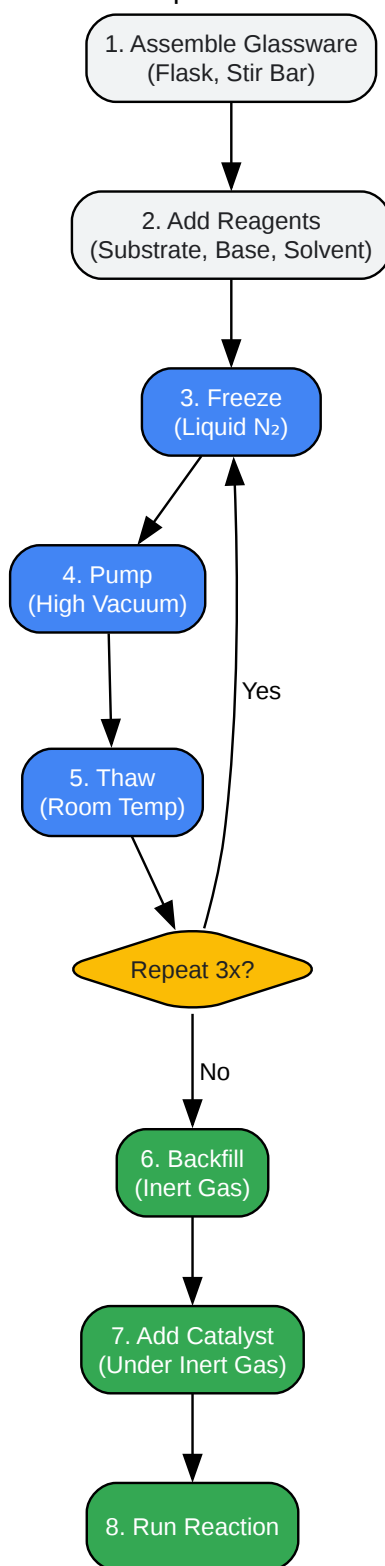 1. Assemble Glassware
(Flask, Stir Bar)
2. Add Reagents
(Substrate, Base, Solvent)
3. Freeze
(Liquid N₂)
4. Pump
(High Vacuum)
Yes
5. Thaw
(Room Temp)
Repeat 3x?
No
6. Backfill
(Inert Gas)
7. Add Catalyst
(Under Inert Gas)
8. Run Reaction